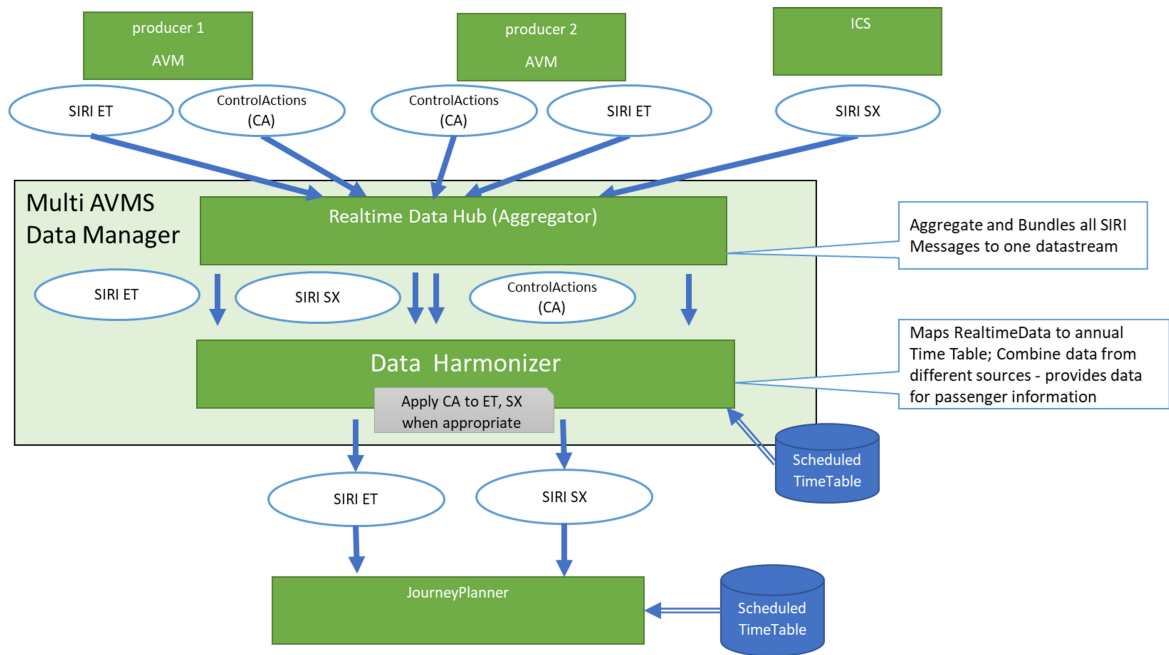 producer 1
AVM
producer 2
AVM
ICS
SIRI ET
ControlActions
(CA)
ControlActions
(CA)
SIRI ET
SIRI SX
Multi AVMS
Data Manager
Realtime Data Hub (Aggregator)
Aggregate and Bundles all SIRI
Messages to one datastream
SIRI ET
SIRI SX
ControlActions
(CA)
Data Harmonizer
Maps RealtimeData to annual
Time Table; Combine data from
different sources - provides data
for passenger information
Apply CA to ET, SX
when appropriate
Scheduled
TimeTable
SIRI ET
SIRI SX
JourneyPlanner
Scheduled
TimeTable